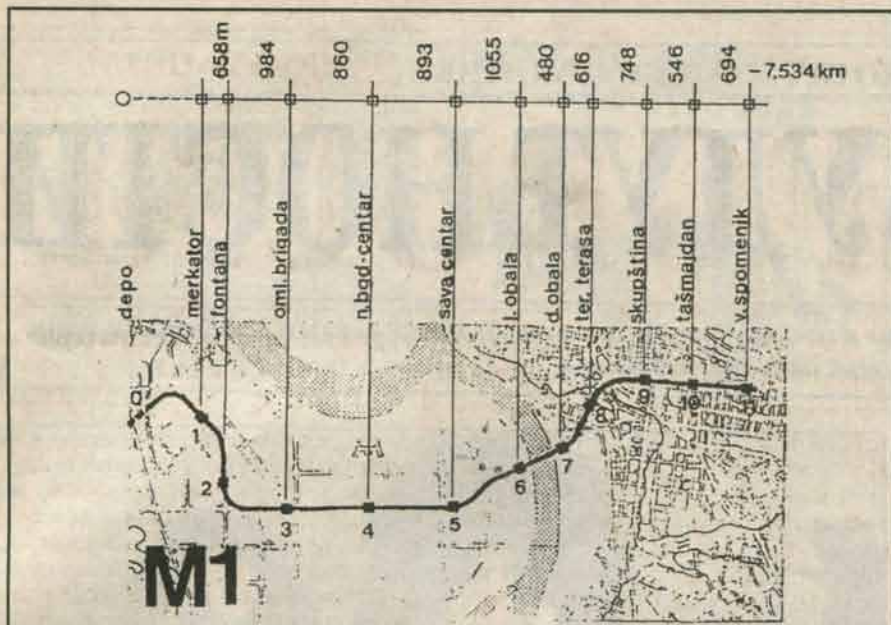 658m
984
860
893
1055
480
616
748
546
694
–7,534 km
depo
merkator
fontana
oml. brigada
n.bgd·centar
sava centar
l. obala
d. obala
ter. terasa
skupština
tašmajdan
v. spomenik
1
2
3
4
5
6
7
8
9
10
11
M1